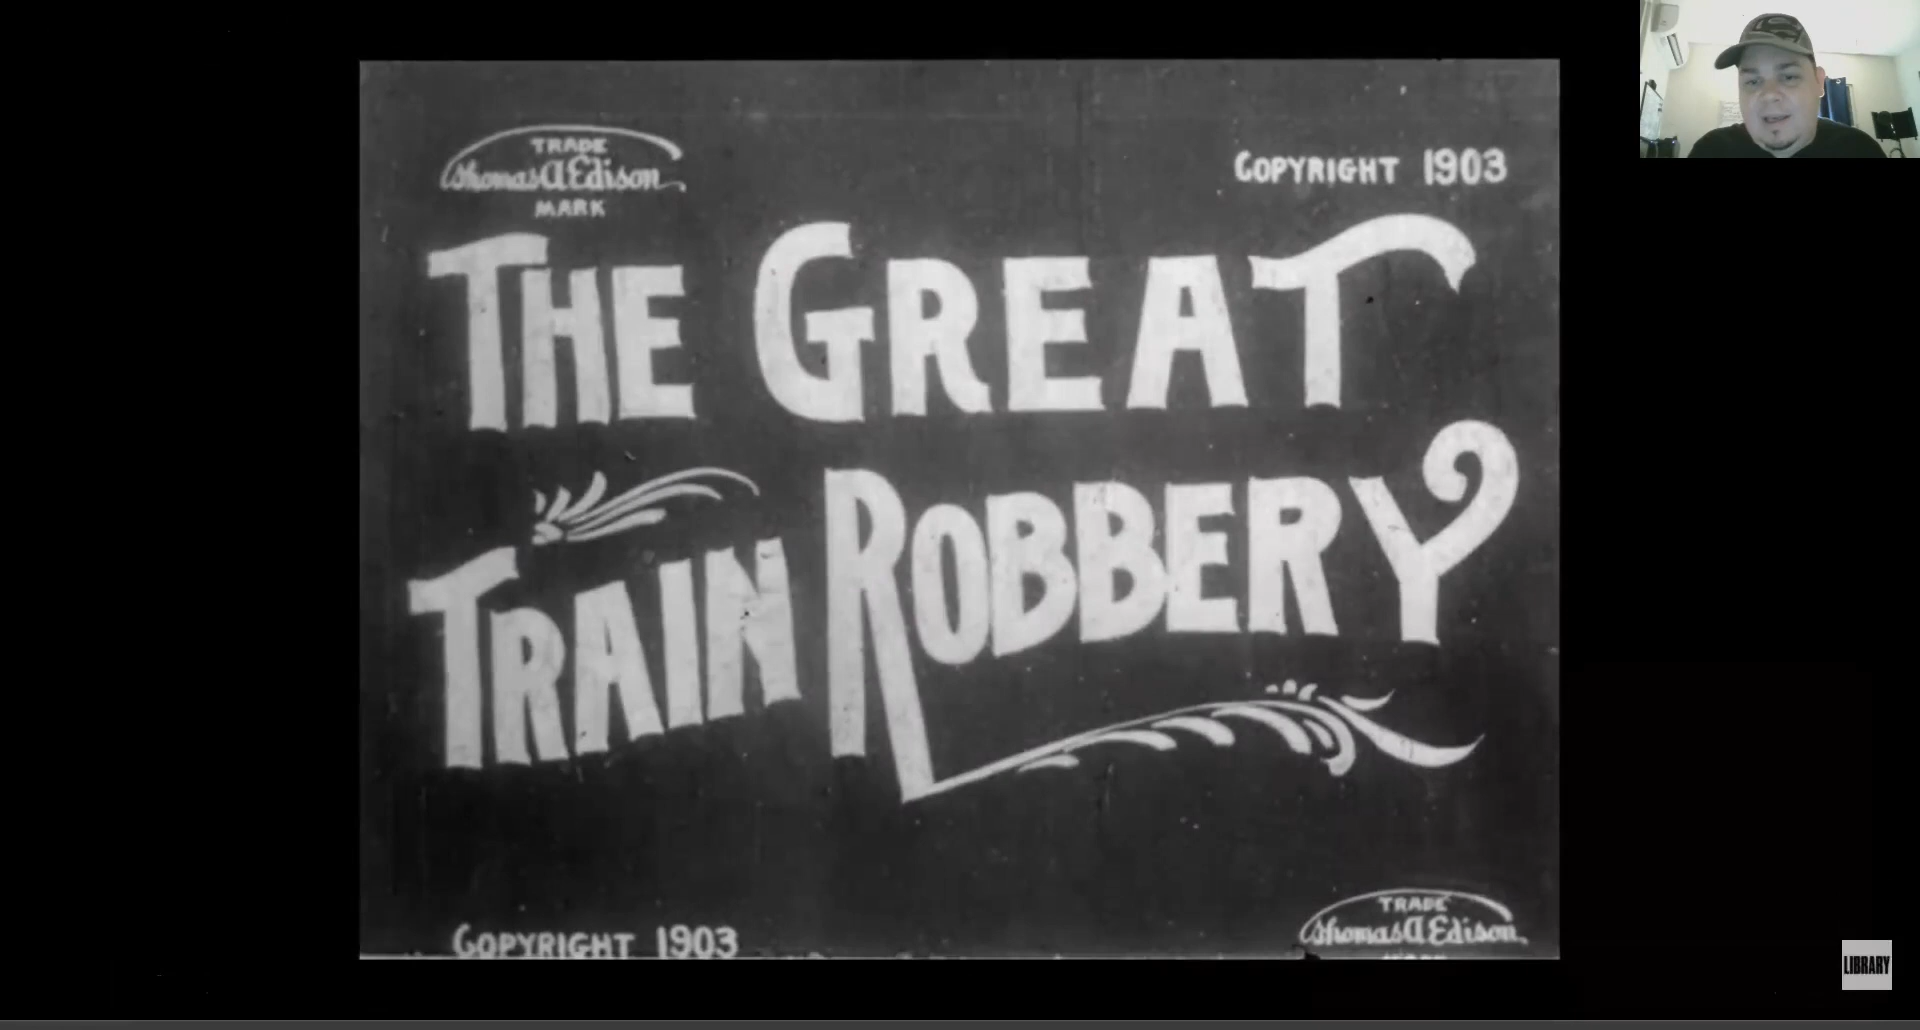 TRADE
Thomas A Edison
MARK
COPYRIGHT 1903
THE GREAT
TRAIN ROBBERY
COPYRIGHT 1903
TRADE
Thomas A Edison
LIBRARY